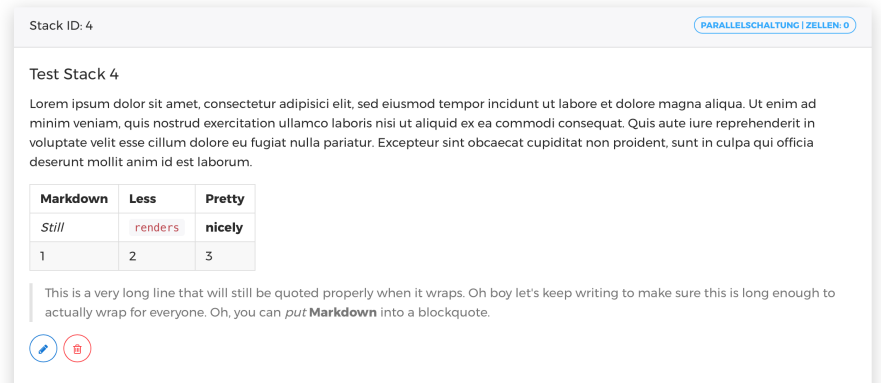 Stack ID: 4
PARALLELSCHALTUNG | ZELLEN: 0
Test Stack 4
Lorem ipsum dolor sit amet, consectetur adipisici elit, sed eiusmod tempor incidunt ut labore et dolore magna aliqua. Ut enim ad
minim veniam, quis nostrud exercitation ullamco laboris nisi ut aliquid ex ea commodi consequat. Quis aute iure reprehenderit in
voluptate velit esse cillum dolore eu fugiat nulla pariatur. Excepteur sint obcaecat cupiditat non proident, sunt in culpa qui officia
deserunt mollit anim id est laborum.
Markdown Less Pretty
Still renders nicely
1 2 3
This is a very long line that will still be quoted properly when it wraps. Oh boy let's keep writing to make sure this is long enough to
actually wrap for everyone. Oh, you can put Markdown into a blockquote.